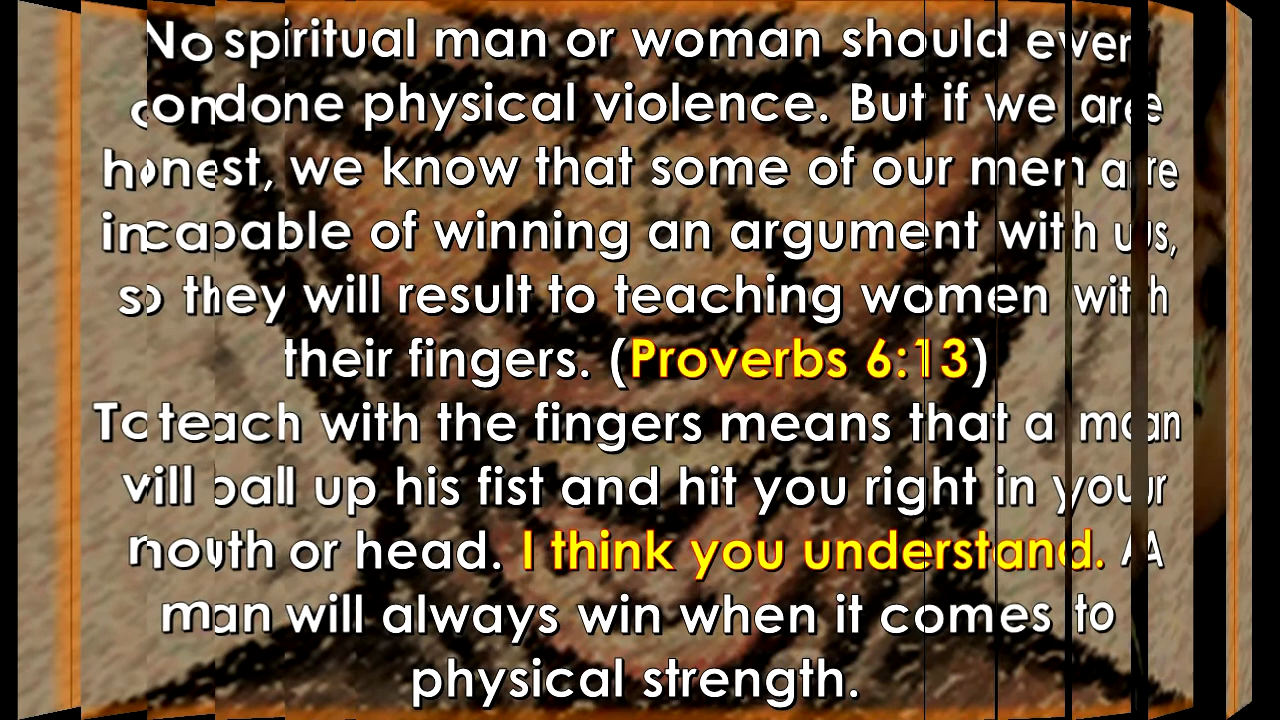 No spiritual man or woman should ever
condone physical violence. But if we are
honest, we know that some of our men are
incapable of winning an argument with us,
so they will result to teaching women with
their fingers. (Proverbs 6:13)
To teach with the fingers means that a man
will ball up his fist and hit you right in your
mouth or head. I think you understand. A
man will always win when it comes to
physical strength.